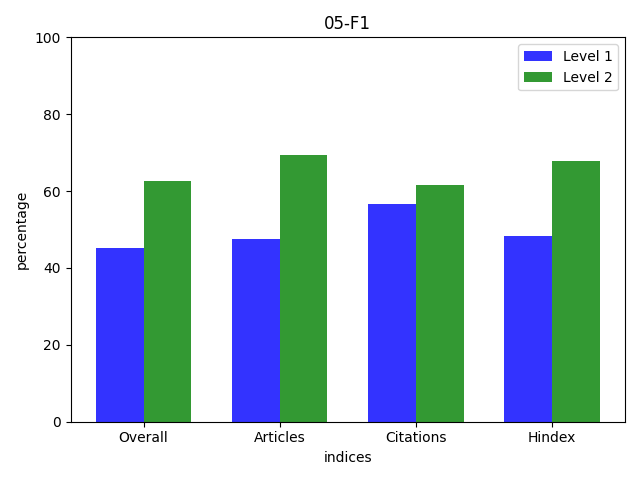 05-F1
100
80
60
40
20
0
percentage
Level 1
Level 2
Overall Articles Citations Hindex
indices